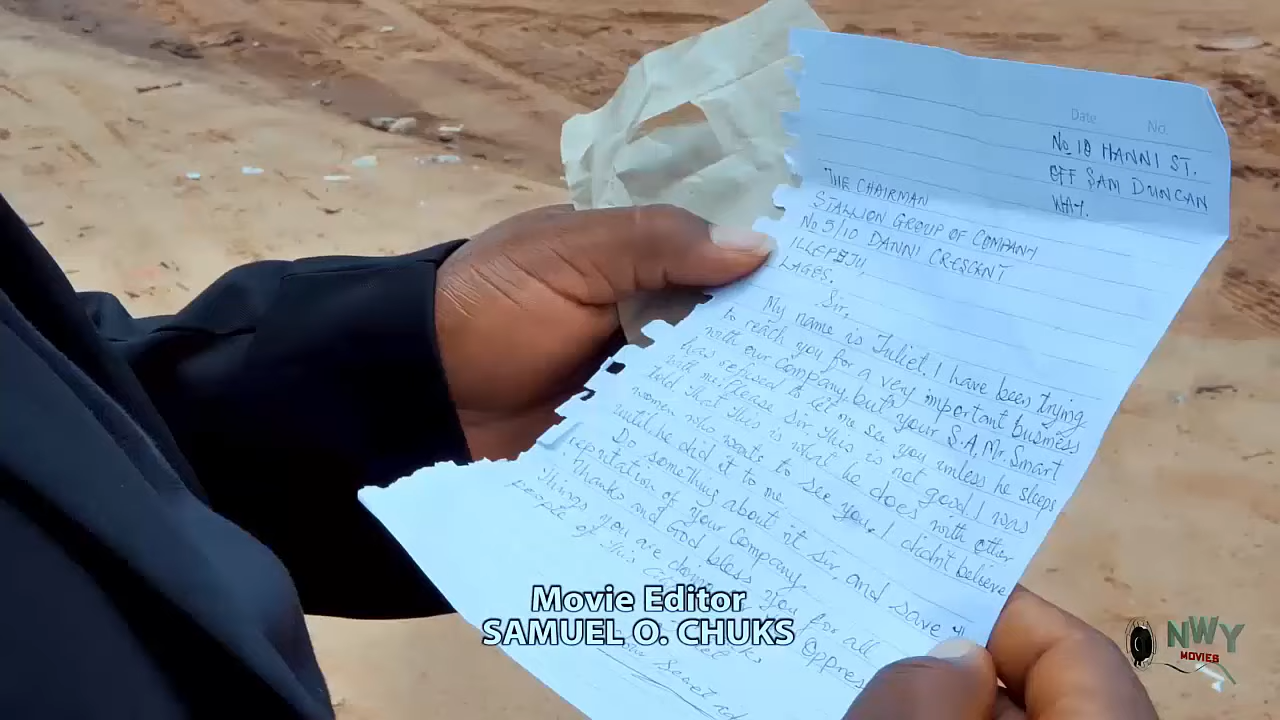 Date No.
No 18 HANNI ST.
OFF SAM DUNCAN
WAY.
THE CHAIRMAN
STALLION GROUP OF COMPANY
No 5/10 DANNI CRESCENT
ILLEPEJU,
LAGOS.
Sir,
My name is Juliet. I have been trying
to reach you for a very important business
with our Company but your S.A, Mr. Smart
has refused to let me see you unless he sleeps
with me. Please sir, this is not good. I was
told that this is what he does with other
women who wants to see you, I didn't believe
until he did it to me
Do something about it sir, and save
reputation of your Company.
Thanks and God bless you for all
things you are
people of this
Movie Editor
SAMUEL O. CHUKS
NWY
MOVIES